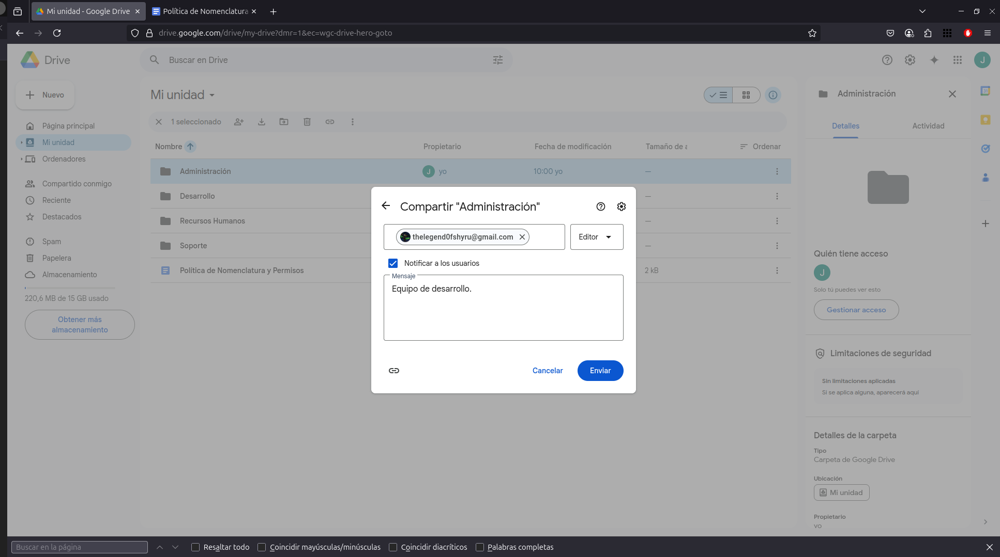 Mi unidad - Google Drive
Política de Nomenclatura
drive.google.com/drive/my-drive?dmr=1&ec=wgc-drive-hero-goto
Drive
Buscar en Drive
J
Nuevo
Página principal
Mi unidad
Ordenadores
Compartido conmigo
Reciente
Destacados
Spam
Papelera
Almacenamiento
220,6 MB de 15 GB usado
Obtener más
almacenamiento
Mi unidad
1 seleccionado
Nombre
Propietario
Fecha de modificación
Tamaño de a
Ordenar
Administración
J
yo
10:00 yo
—
Desarrollo
—
Recursos Humanos
—
Soporte
—
Política de Nomenclatura y Permisos
2 kB
Compartir "Administración"
thelegend0fshyru@gmail.com
Editor
Notificar a los usuarios
Mensaje
Equipo de desarrollo.
Cancelar
Enviar
Administración
Detalles
Actividad
Quién tiene acceso
J
Solo tú puedes ver esto
Gestionar acceso
Limitaciones de seguridad
Sin limitaciones aplicadas
Si se aplica alguna, aparecerá aquí
Detalles de la carpeta
Tipo
Carpeta de Google Drive
Ubicación
Mi unidad
Propietario
yo
31
Buscar en la página
Resaltar todo
Coincidir mayúsculas/minúsculas
Coincidir diacríticos
Palabras completas